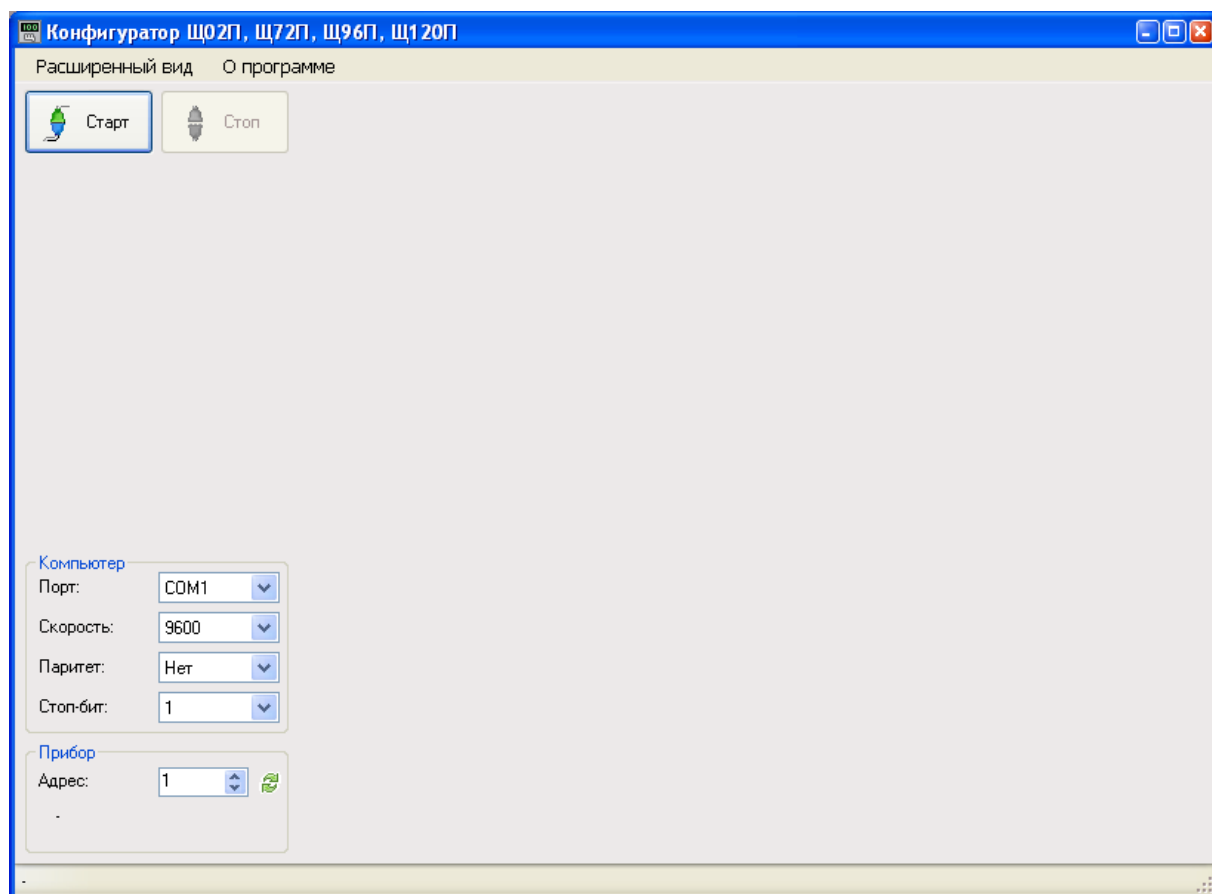 Конфигуратор Щ02П, Щ72П, Щ96П, Щ120П
Расширенный вид О программе
Старт Стоп
Компьютер
Порт: COM1
Скорость: 9600
Паритет: Нет
Стоп-бит: 1
Прибор
Адрес: 1
-
-